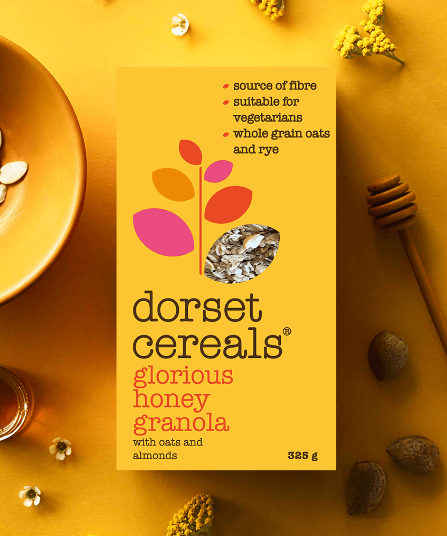 source of fibre
suitable for
vegetarians
whole grain oats
and rye
dorset
cereals®
glorious
honey
granola
with oats and
almonds
325 g